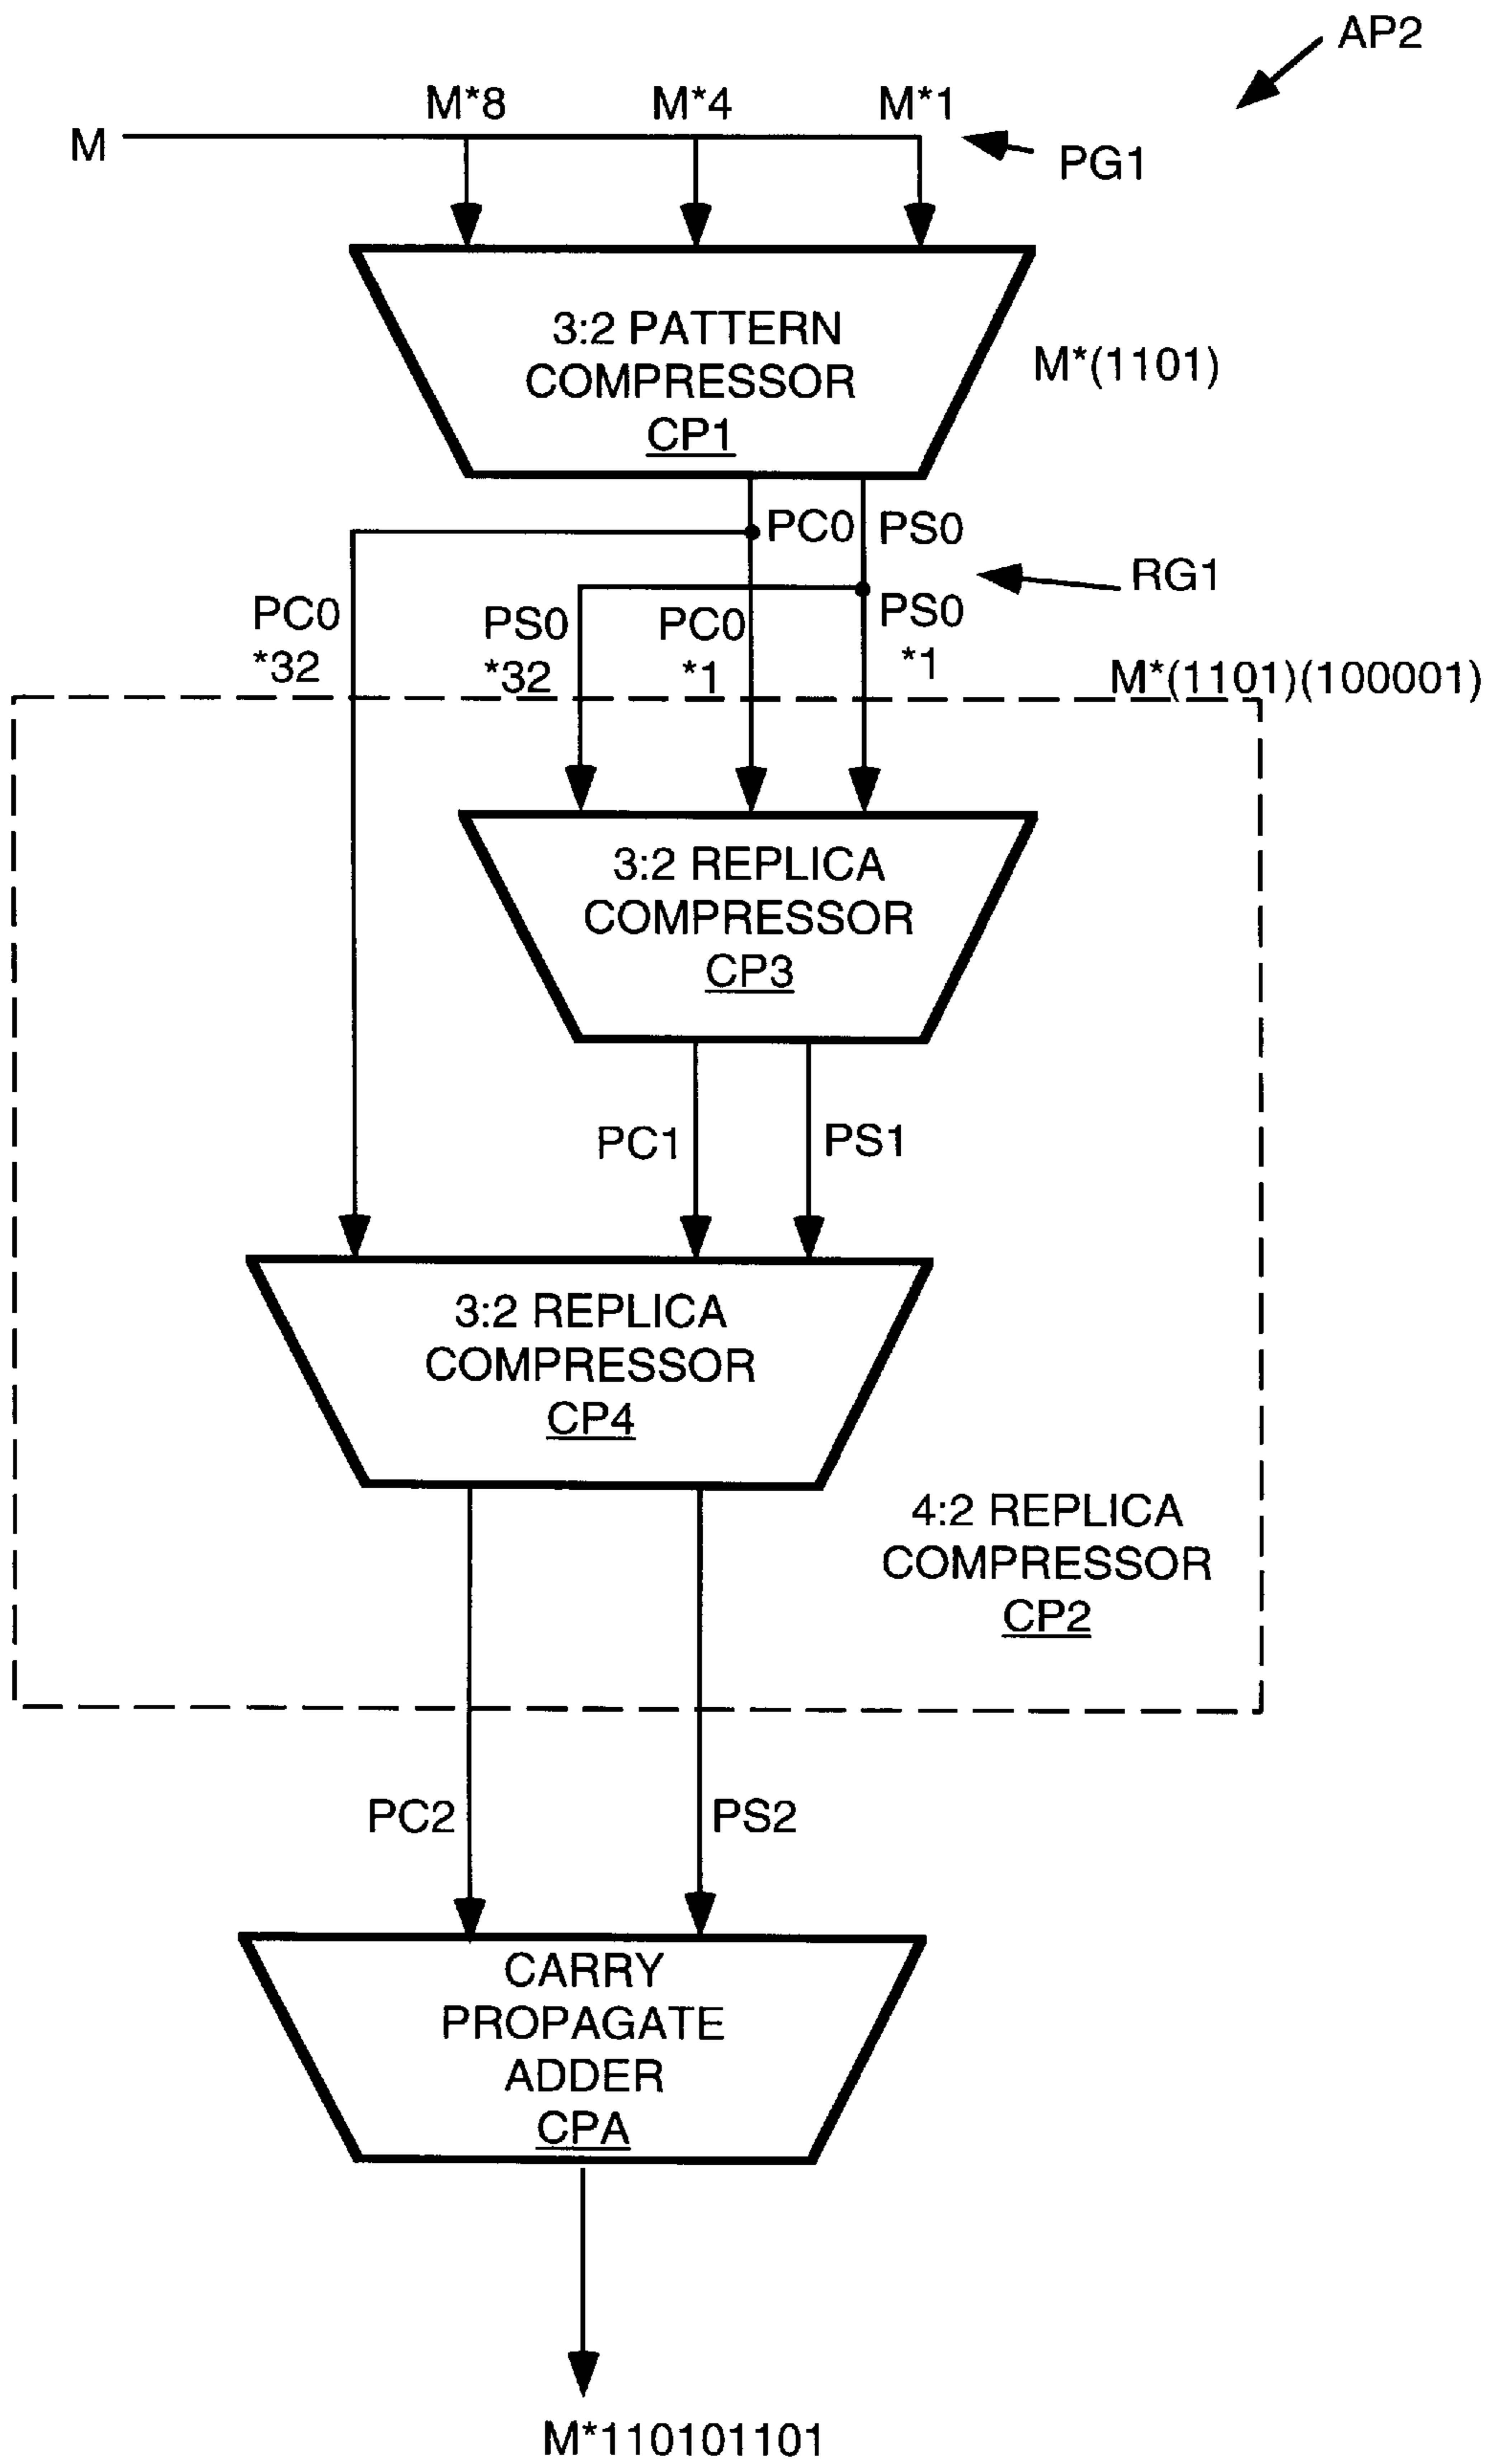 AP2
M*8 M*4 M*1
M
PG1
3:2 PATTERN
COMPRESSOR
CP1
M*(1101)
PC0 PS0
RG1
PC0
*32
PS0
*32
PC0
*1
PS0
*1
M*(1101)(100001)
3:2 REPLICA
COMPRESSOR
CP3
PC1 PS1
3:2 REPLICA
COMPRESSOR
CP4
4:2 REPLICA
COMPRESSOR
CP2
PC2 PS2
CARRY
PROPAGATE
ADDER
CPA
M*110101101